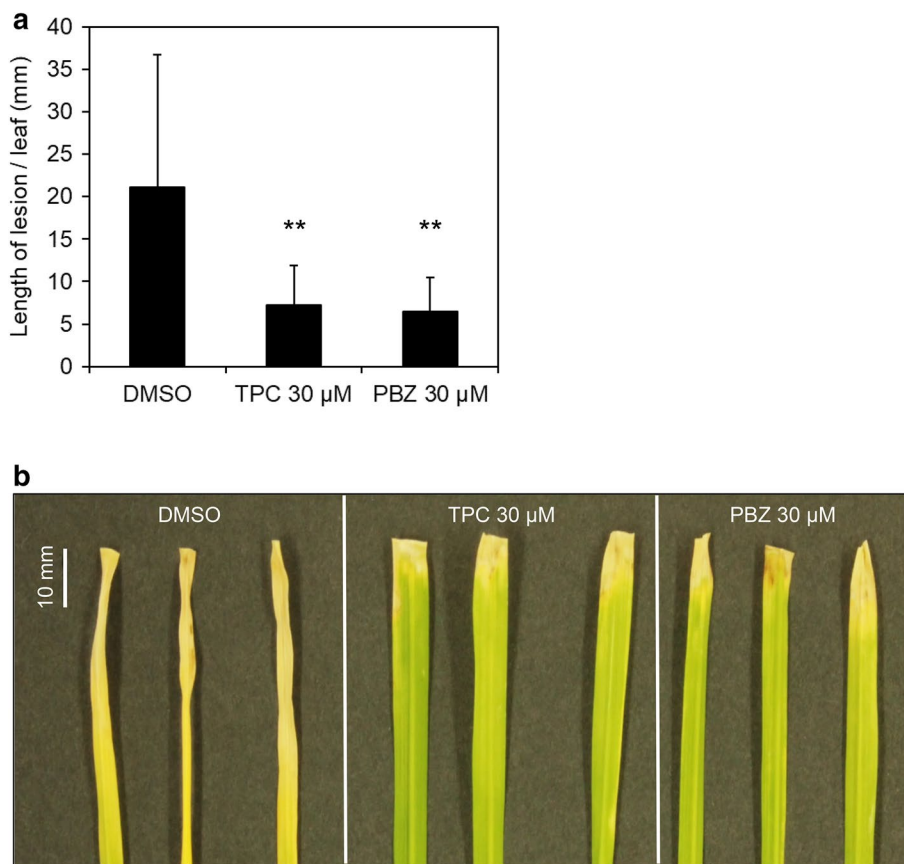 a
40
35
30
25
20
15
10
5
0
Length of lesion / leaf (mm)
**
**
DMSO
TPC 30 µM
PBZ 30 µM
b
DMSO
TPC 30 µM
PBZ 30 µM
10 mm